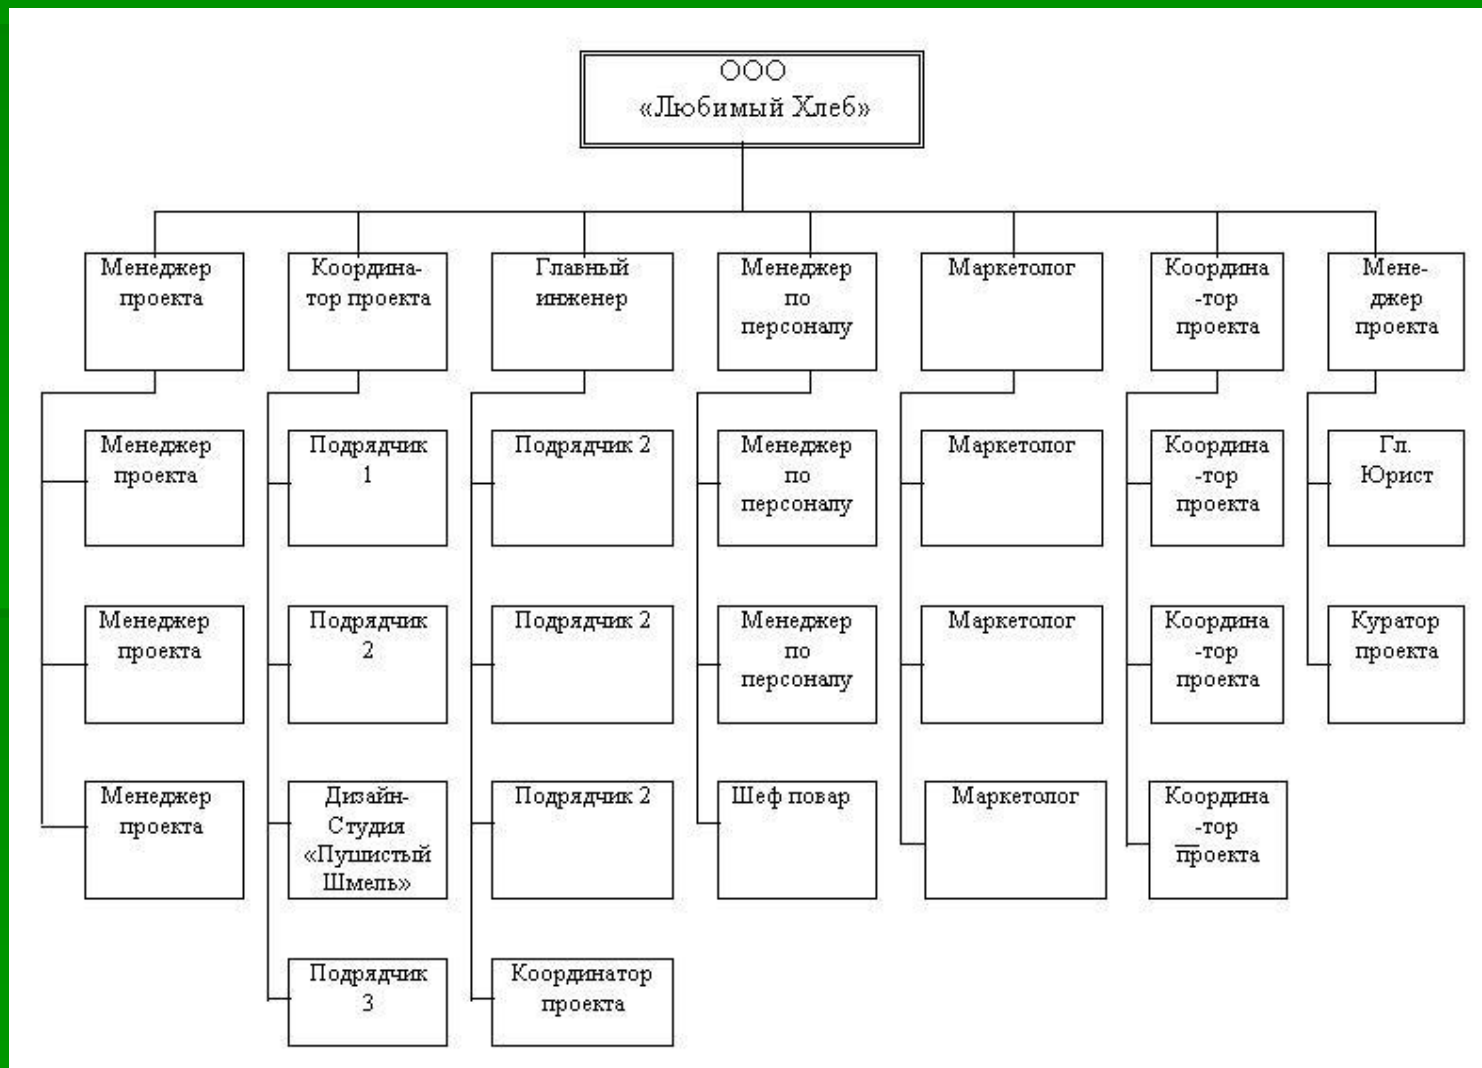 ООО
«Любимый Хлеб»
Менеджер
проекта
Координа-
тор проекта
Главный
инженер
Менеджер
по
персоналу
Маркетолог
Координа
-тор
проекта
Мене-
джер
проекта
Менеджер
проекта
Подрядчик
1
Подрядчик 2
Менеджер
по
персоналу
Маркетолог
Координа
-тор
проекта
Гл.
Юрист
Менеджер
проекта
Подрядчик
2
Подрядчик 2
Менеджер
по
персоналу
Маркетолог
Координа
-тор
проекта
Куратор
проекта
Менеджер
проекта
Дизайн-
Студия
«Пушистый
Шмель»
Подрядчик 2
Шеф повар
Маркетолог
Координа
-тор
проекта
Подрядчик
3
Координатор
проекта